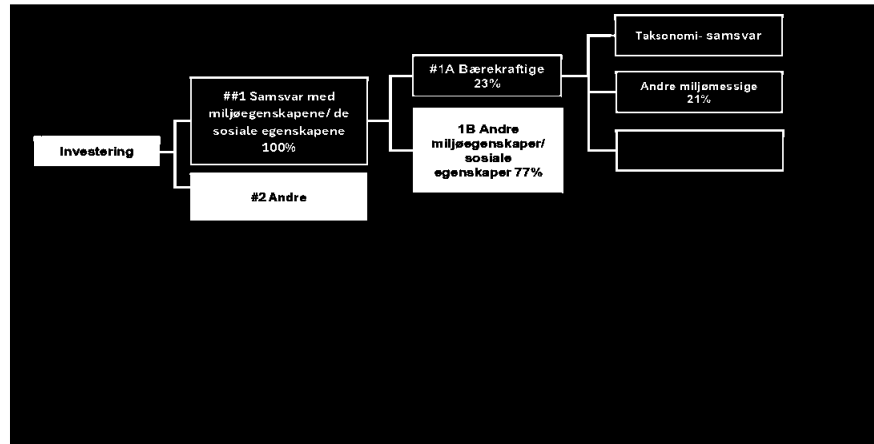 Investering
##1 Samsvar med
miljøegenskapene/ de
sosiale egenskapene
100%
#2 Andre
#1A Bærekraftige
23%
1B Andre
miljøegenskaper/
sosiale
egenskaper 77%
Taksonomi- samsvar
Andre miljømessige
21%